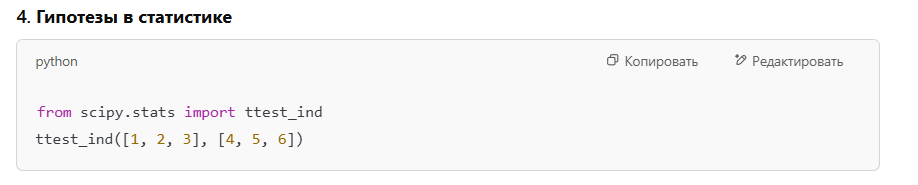 4. Гипотезы в статистике
python Копировать Редактировать
from scipy.stats import ttest_ind
ttest_ind([1, 2, 3], [4, 5, 6])